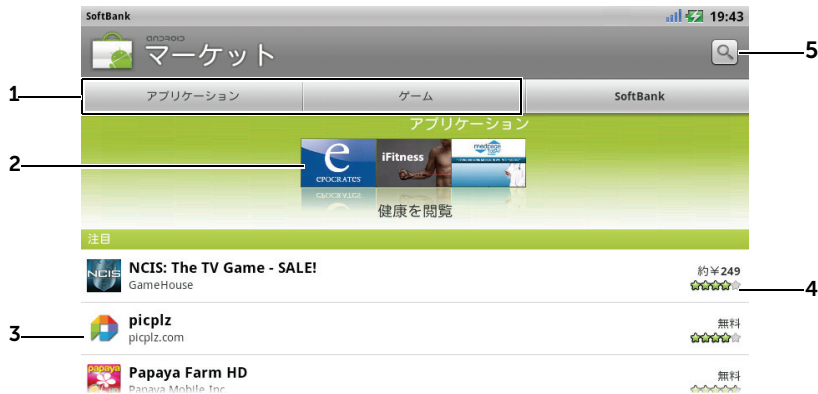 SoftBank 19:43
ANDROID
マーケット
5
1
アプリケーション ゲーム SoftBank
アプリケーション
2
e iFitness medpage
EPOCRATES
健康を閲覧
注目
NCIS
NCIS: The TV Game - SALE! 約¥249
GameHouse
4
picplz 無料
picplz.com
3
papaya
Papaya Farm HD 無料
Papaya Mobile Inc.